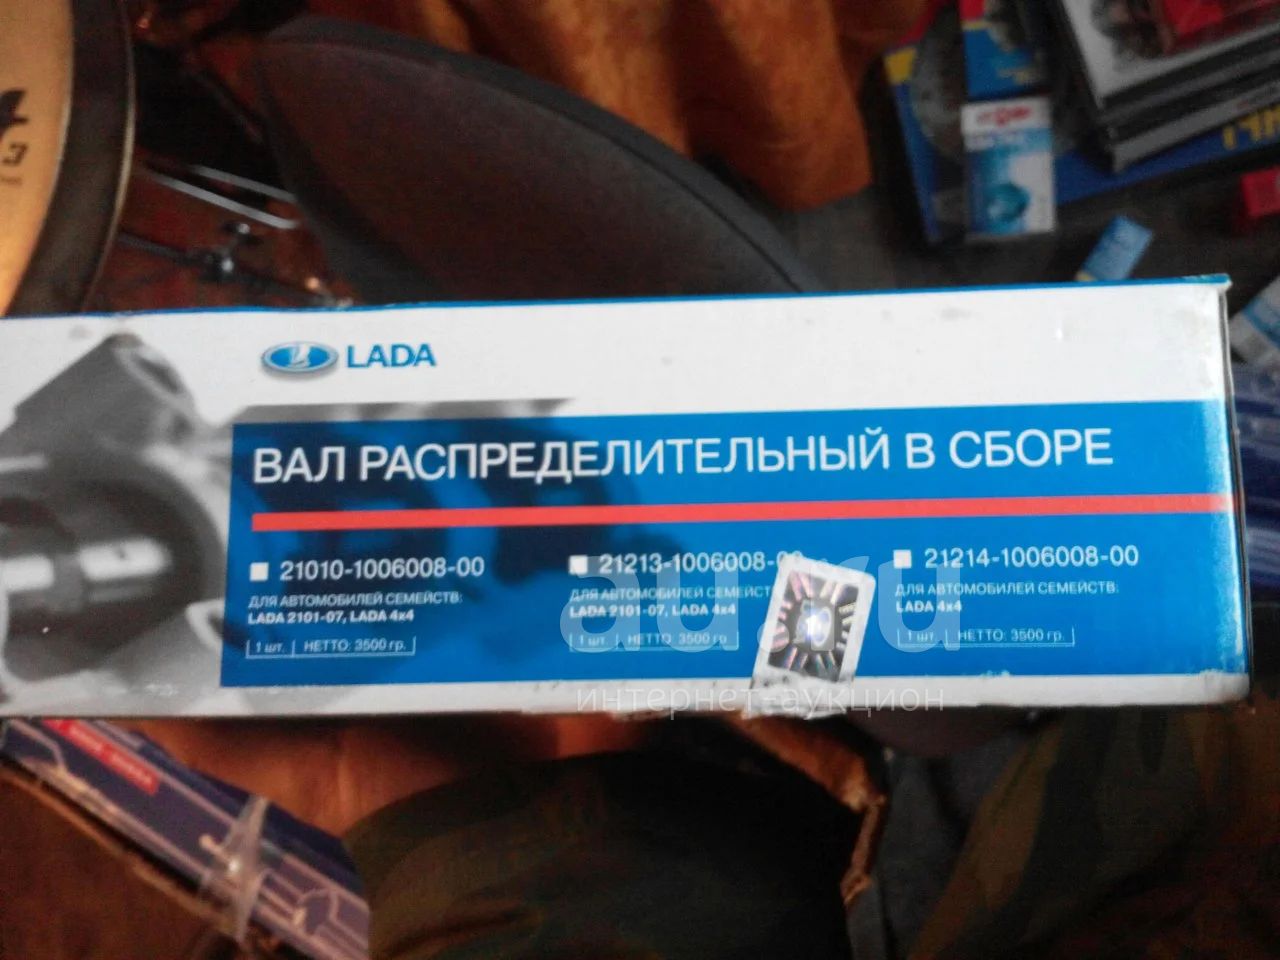 LADA
ВАЛ РАСПРЕДЕЛИТЕЛЬНЫЙ В СБОРЕ
21010-1006008-00
ДЛЯ АВТОМОБИЛЕЙ СЕМЕЙСТВ:
LADA 2101-07, LADA 4x4
1 шт. НЕТТО: 3500 гр.
21213-1006008-00
ДЛЯ АВТОМОБИЛЕЙ СЕМЕЙСТ
LADA 2101-07, LADA 4x4
1 шт. НЕТТО: 3500 гр.
21214-1006008-00
ДЛЯ АВТОМОБИЛЕЙ СЕМЕЙСТВ:
LADA 4x4
1 шт. НЕТТО: 3500 гр.
au.ru
интернет-аукцион